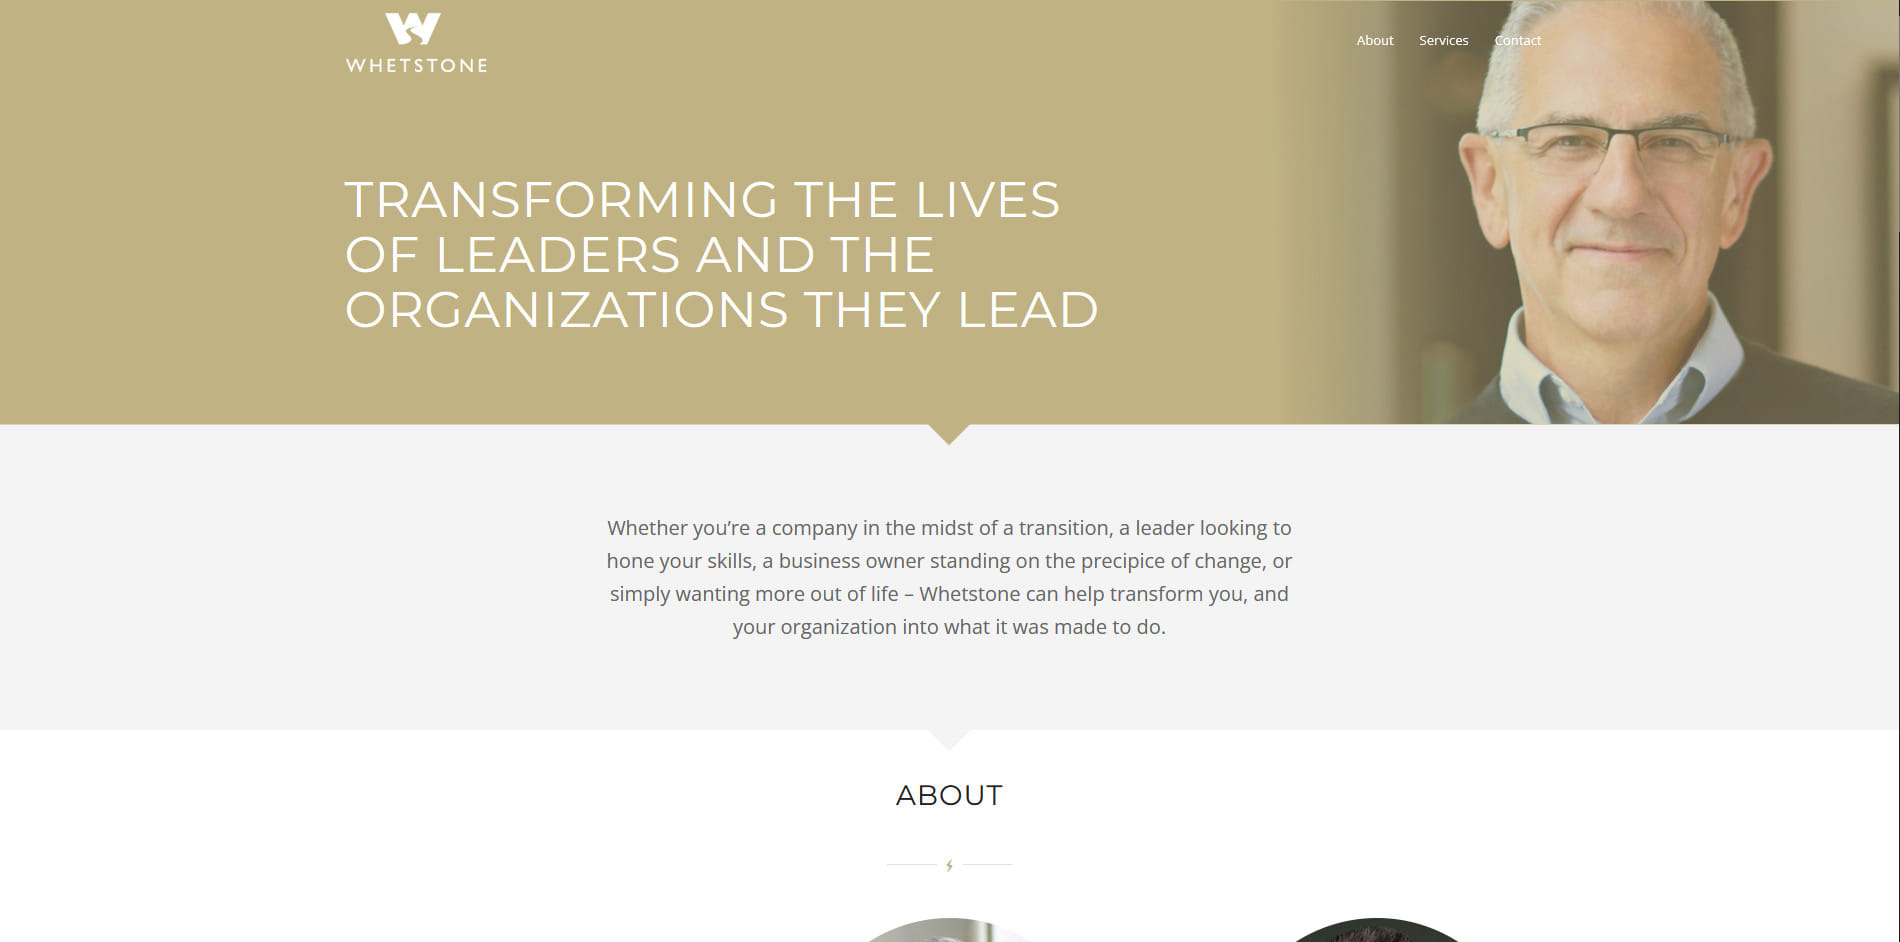 WHETSTONE
About Services Contact
TRANSFORMING THE LIVES
OF LEADERS AND THE
ORGANIZATIONS THEY LEAD
Whether you’re a company in the midst of a transition, a leader looking to
hone your skills, a business owner standing on the precipice of change, or
simply wanting more out of life – Whetstone can help transform you, and
your organization into what it was made to do.
ABOUT